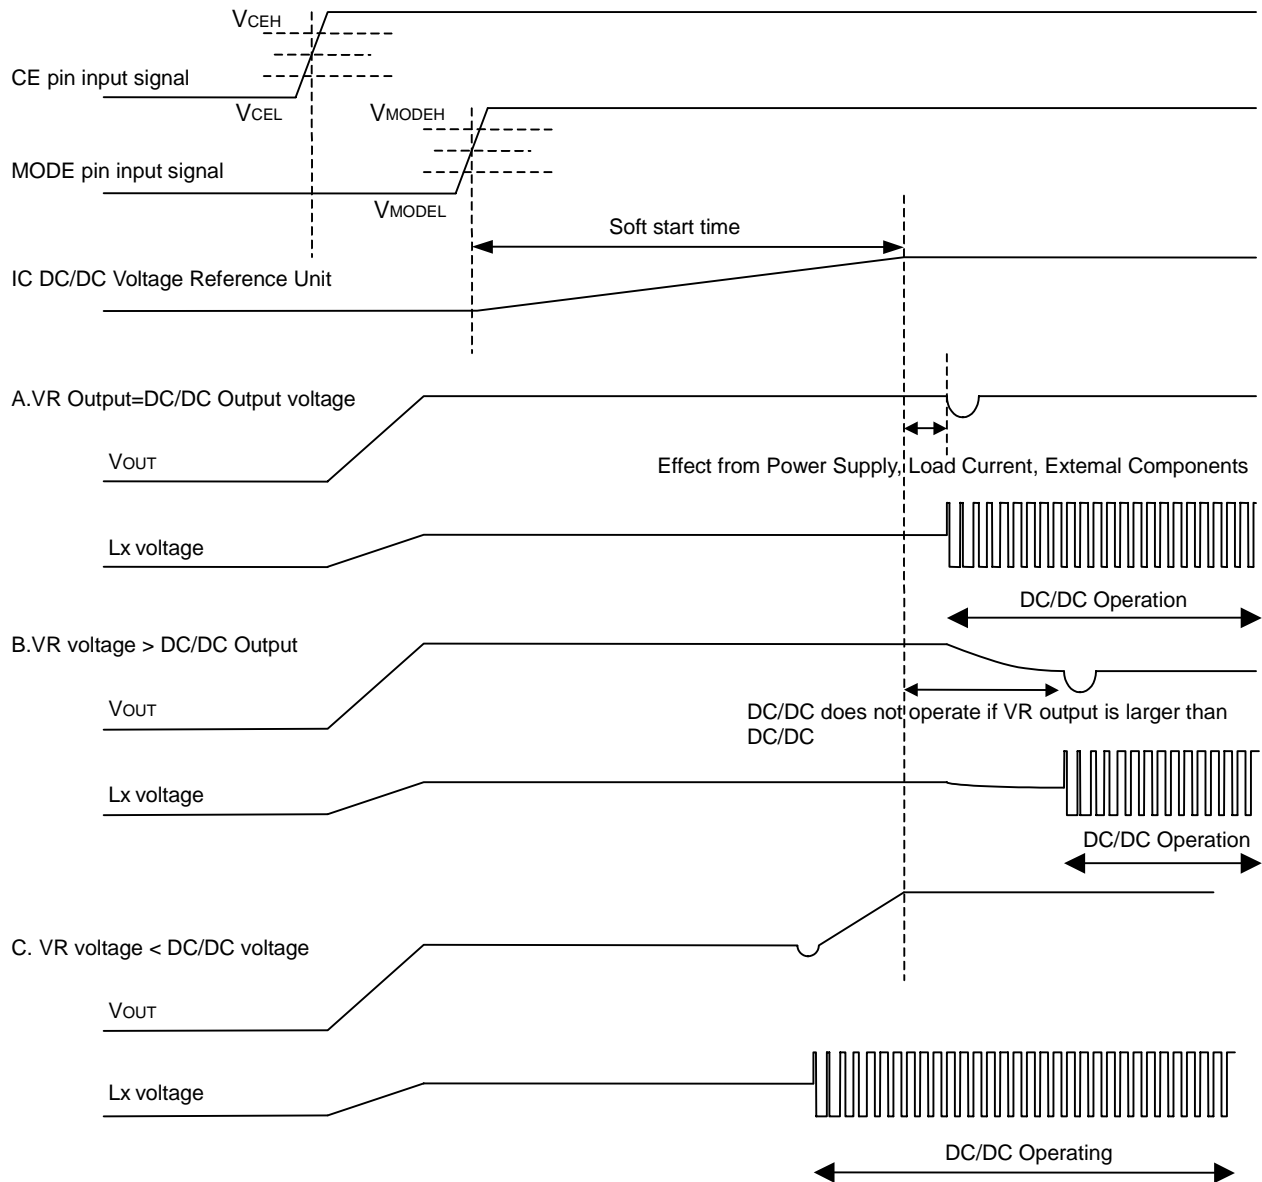 VCEH
CE pin input signal
VCEL
VMODEH
MODE pin input signal
VMODEL
Soft start time
IC DC/DC Voltage Reference Unit
A.VR Output=DC/DC Output voltage
VOUT
Effect from Power Supply, Load Current, External Components
Lx voltage
DC/DC Operation
B.VR voltage > DC/DC Output
VOUT
DC/DC does not operate if VR output is larger than
DC/DC
Lx voltage
DC/DC Operation
C. VR voltage < DC/DC voltage
VOUT
Lx voltage
DC/DC Operating